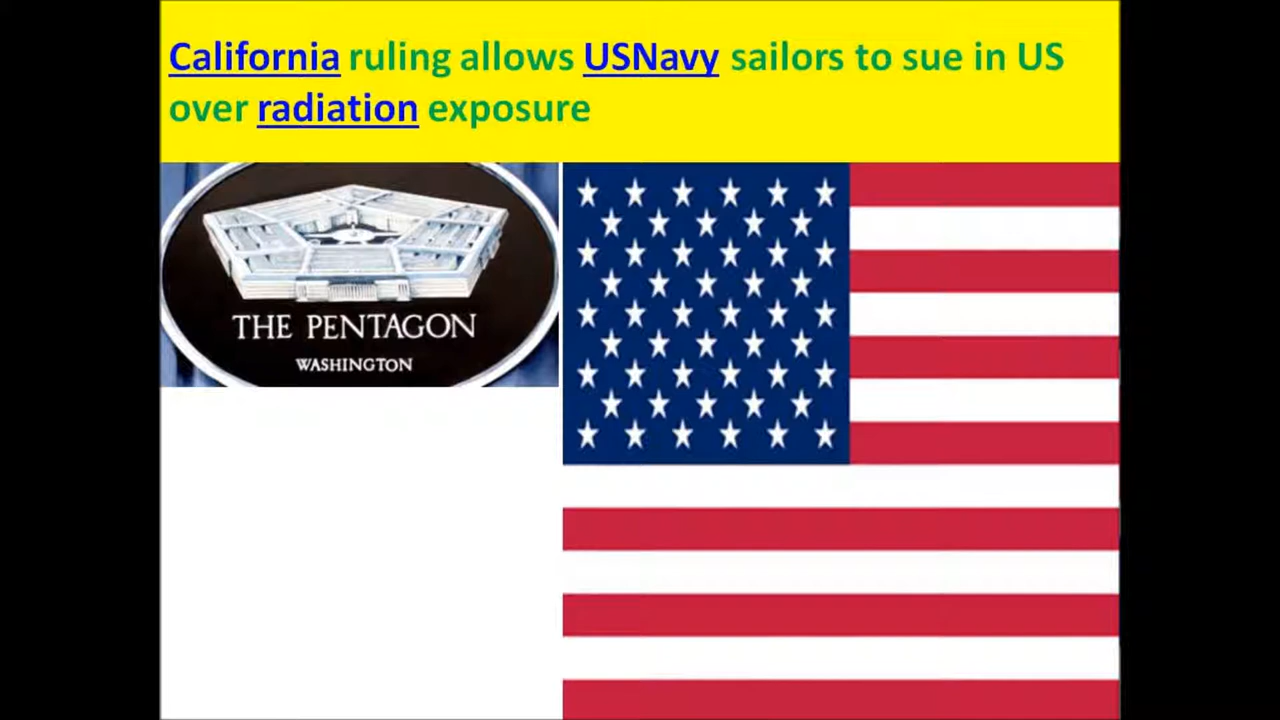 California ruling allows USNavy sailors to sue in US
over radiation exposure
THE PENTAGON
WASHINGTON